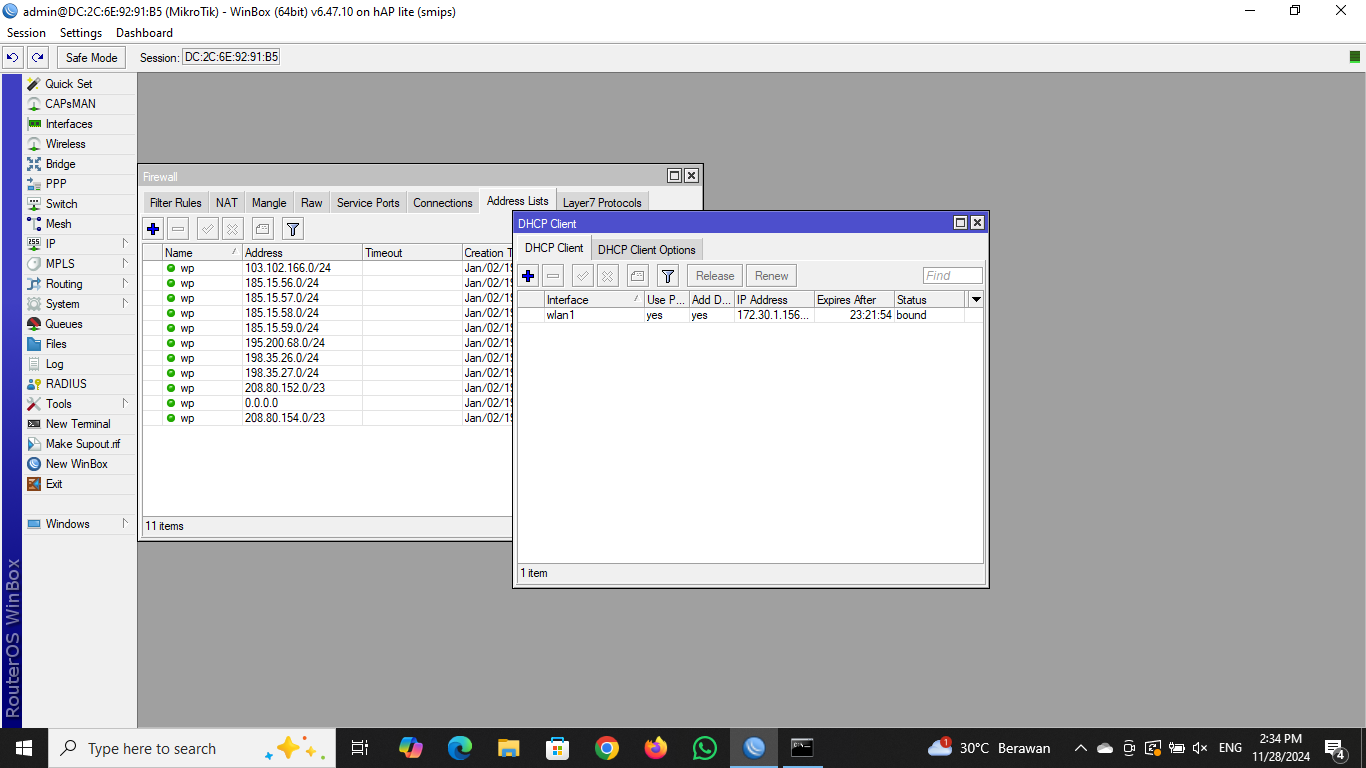 admin@DC:2C:6E:92:91:B5 (MikroTik) - WinBox (64bit) v6.47.10 on hAP lite (smips)
Session Settings Dashboard
Safe Mode Session: DC:2C:6E:92:91:B5
Quick Set
CAPsMAN
Interfaces
Wireless
Bridge
PPP
Switch
Mesh
IP
MPLS
Routing
System
Queues
Files
Log
RADIUS
Tools
New Terminal
Make Supout.rif
New WinBox
Exit
Windows
RouterOS WinBox
Firewall
Filter Rules NAT Mangle Raw Service Ports Connections Address Lists Layer7 Protocols
Name Address Timeout Creation T
wp 103.102.166.0/24 Jan/02/19
wp 185.15.56.0/24 Jan/02/19
wp 185.15.57.0/24 Jan/02/19
wp 185.15.58.0/24 Jan/02/19
wp 185.15.59.0/24 Jan/02/19
wp 195.200.68.0/24 Jan/02/19
wp 198.35.26.0/24 Jan/02/19
wp 198.35.27.0/24 Jan/02/19
wp 208.80.152.0/23 Jan/02/19
wp 0.0.0.0 Jan/02/19
wp 208.80.154.0/23 Jan/02/19
11 items
DHCP Client
DHCP Client DHCP Client Options
Release Renew Find
Interface Use P... Add D... IP Address Expires After Status
wlan1 yes yes 172.30.1.156... 23:21:54 bound
1 item
Type here to search
1
30°C Berawan
ENG
2:34 PM
11/28/2024
4